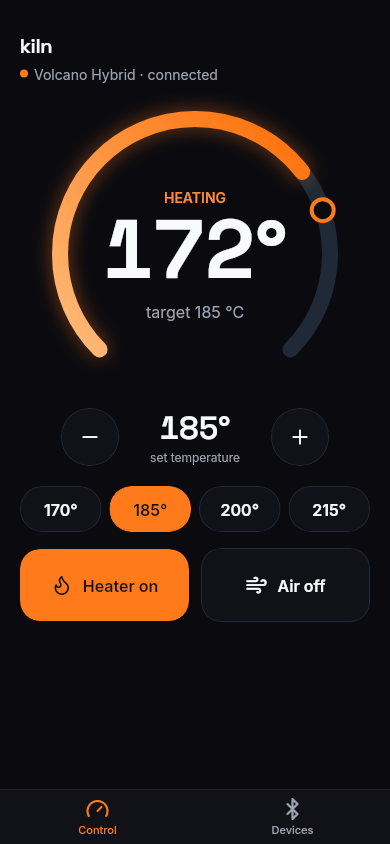 kiln
Volcano Hybrid · connected
HEATING
172°
target 185 °C
185°
set temperature
170°
185°
200°
215°
Heater on
Air off
Control
Devices